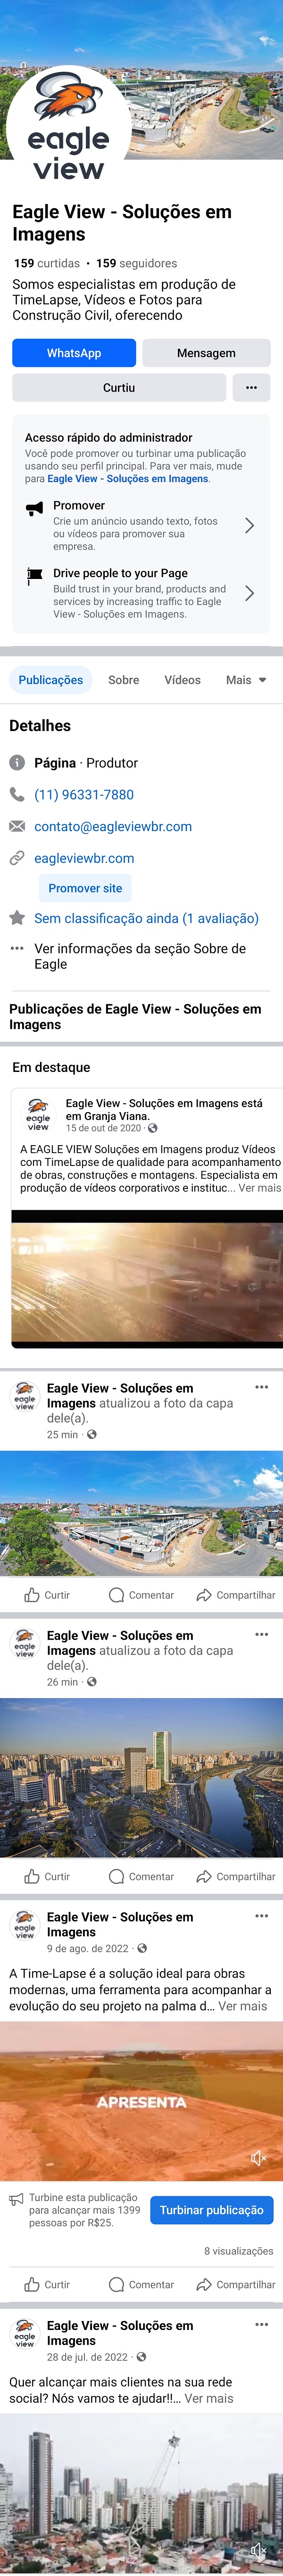 eagle
view
Eagle View - Soluções em
Imagens
159 curtidas • 159 seguidores
Somos especialistas em produção de
TimeLapse, Vídeos e Fotos para
Construção Civil, oferecendo
WhatsApp
Mensagem
Curtiu
Acesso rápido do administrador
Você pode promover ou turbinar uma publicação
usando seu perfil principal. Para ver mais, mude
para Eagle View - Soluções em Imagens.
Promover
Crie um anúncio usando texto, fotos
ou vídeos para promover sua
empresa.
Drive people to your Page
Build trust in your brand, products and
services by increasing traffic to Eagle
View - Soluções em Imagens.
Publicações Sobre Vídeos Mais
Detalhes
Página · Produtor
(11) 96331-7880
contato@eagleviewbr.com
eagleviewbr.com
Promover site
Sem classificação ainda (1 avaliação)
Ver informações da seção Sobre de
Eagle
Publicações de Eagle View - Soluções em
Imagens
Em destaque
eagle
view
Eagle View - Soluções em Imagens está
em Granja Viana.
15 de out de 2020 ·
A EAGLE VIEW Soluções em Imagens produz Vídeos
com TimeLapse de qualidade para acompanhamento
de obras, construções e montagens. Especialista em
produção de vídeos corporativos e instituc... Ver mais
eagle
view
Eagle View - Soluções em
Imagens atualizou a foto da capa
dele(a).
25 min ·
Curtir Comentar Compartilhar
eagle
view
Eagle View - Soluções em
Imagens atualizou a foto da capa
dele(a).
26 min ·
Curtir Comentar Compartilhar
eagle
view
Eagle View - Soluções em
Imagens
9 de ago. de 2022 ·
A Time-Lapse é a solução ideal para obras
modernas, uma ferramenta para acompanhar a
evolução do seu projeto na palma d... Ver mais
APRESENTA
Turbine esta publicação
para alcançar mais 1399
pessoas por R$25.
Turbinar publicação
8 visualizações
Curtir Comentar Compartilhar
eagle
view
Eagle View - Soluções em
Imagens
28 de jul. de 2022 ·
Quer alcançar mais clientes na sua rede
social? Nós vamos te ajudar!!... Ver mais